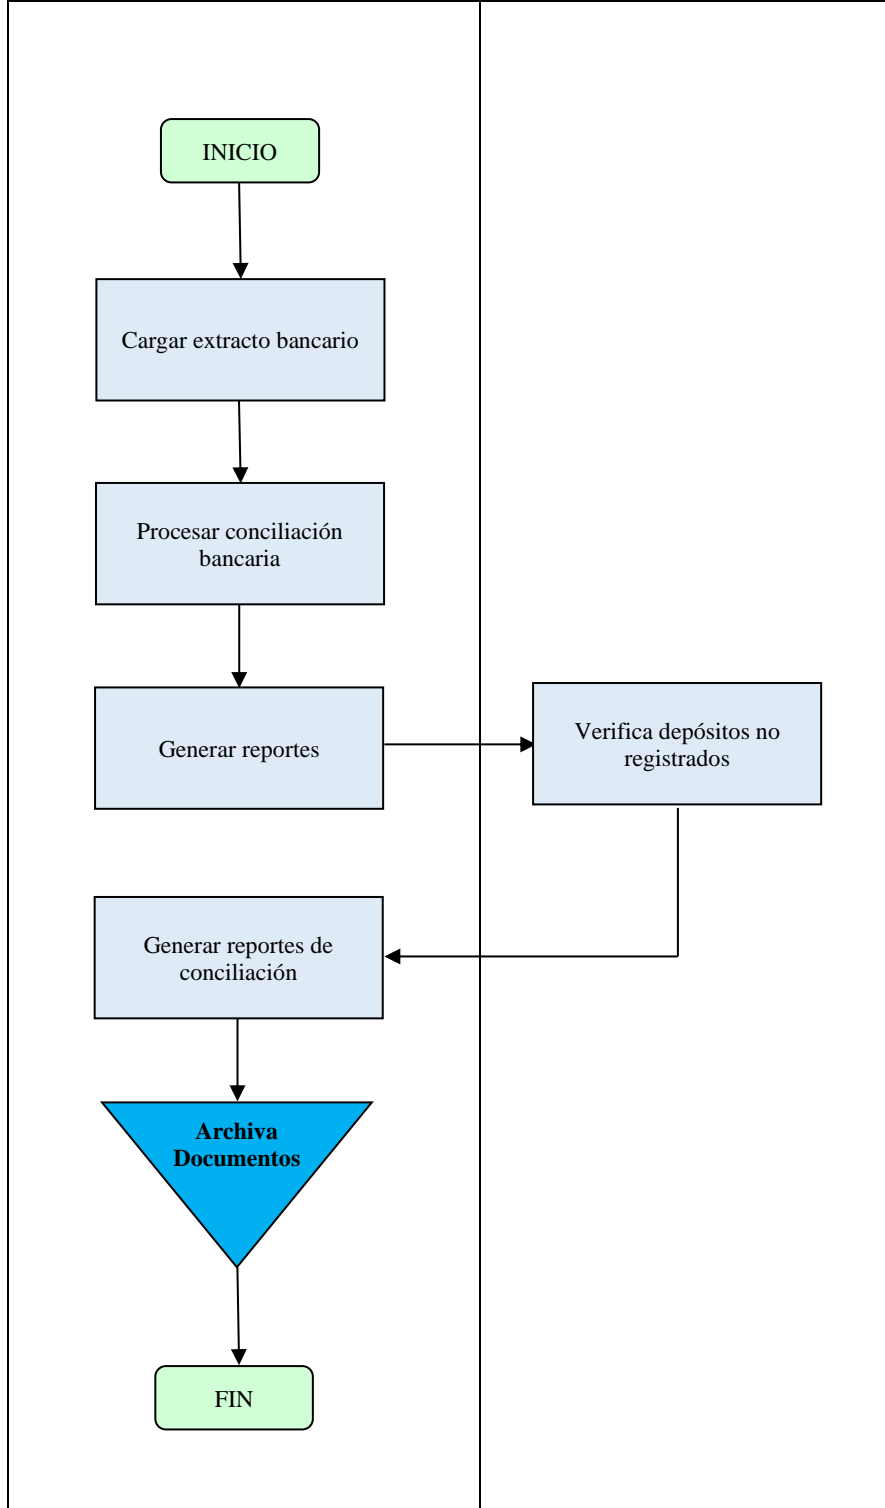 INICIO
Cargar extracto bancario
Procesar conciliación
bancaria
Generar reportes
Verifica depósitos no
registrados
Generar reportes de
conciliación
Archiva
Documentos
FIN